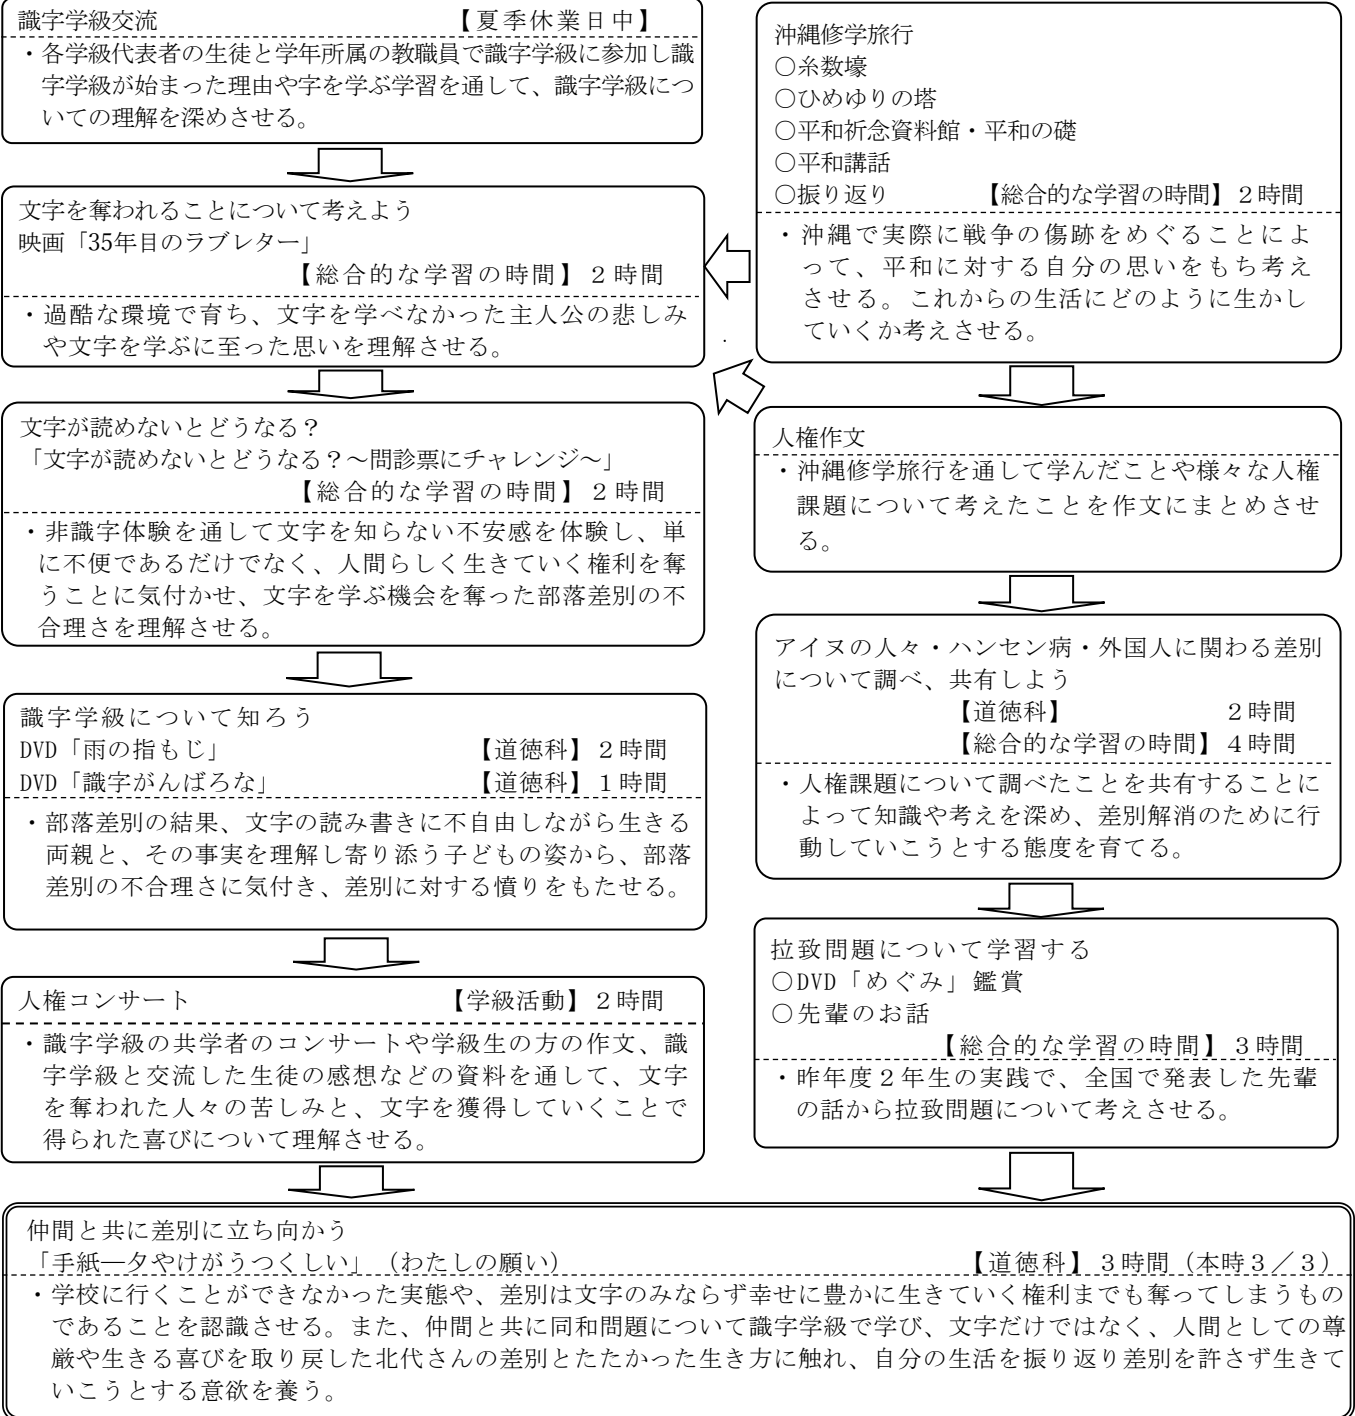 識字学級交流　【夏季休業日中】
・各学級代表者の生徒と学年所属の教職員で識字学級に参加し識
字学級が始まった理由や字を学ぶ学習を通して、識字学級につ
いての理解を深めさせる。
文字を奪われることについて考えよう
映画「35年目のラブレター」
【総合的な学習の時間】２時間
・過酷な環境で育ち、文字を学べなかった主人公の悲しみ
や文字を学ぶに至った思いを理解させる。
文字が読めないとどうなる？
「文字が読めないとどうなる？～問診票にチャレンジ～」
【総合的な学習の時間】２時間
・非識字体験を通して文字を知らない不安感を体験し、単
に不便であるだけでなく、人間らしく生きていく権利を奪
うことに気付かせ、文字を学ぶ機会を奪った部落差別の不
合理さを理解させる。
識字学級について知ろう
DVD「雨の指もじ」　【道徳科】２時間
DVD「識字がんばろな」　【道徳科】１時間
・部落差別の結果、文字の読み書きに不自由しながら生きる
両親と、その事実を理解し寄り添う子どもの姿から、部落
差別の不合理さに気付き、差別に対する憤りをもたせる。
人権コンサート　【学級活動】２時間
・識字学級の共学者のコンサートや学級生の方の作文、識
字学級と交流した生徒の感想などの資料を通して、文字
を奪われた人々の苦しみと、文字を獲得していくことで
得られた喜びについて理解させる。
沖縄修学旅行
○糸数壕
○ひめゆりの塔
○平和祈念資料館・平和の礎
○平和講話
○振り返り　【総合的な学習の時間】２時間
・沖縄で実際に戦争の傷跡をめぐることによ
って、平和に対する自分の思いをもち考え
させる。これからの生活にどのように生かし
ていくか考えさせる。
人権作文
・沖縄修学旅行を通して学んだことや様々な人権
課題について考えたことを作文にまとめさせ
る。
アイヌの人々・ハンセン病・外国人に関わる差別
について調べ、共有しよう
【道徳科】　２時間
【総合的な学習の時間】４時間
・人権課題について調べたことを共有することに
よって知識や考えを深め、差別解消のために行
動していこうとする態度を育てる。
拉致問題について学習する
○DVD「めぐみ」鑑賞
○先輩のお話
【総合的な学習の時間】３時間
・昨年度２年生の実践で、全国で発表した先輩
の話から拉致問題について考えさせる。
仲間と共に差別に立ち向かう
「手紙―夕やけがうつくしい」（わたしの願い）　【道徳科】３時間（本時３／３）
・学校に行くことができなかった実態や、差別は文字のみならず幸せに豊かに生きていく権利までも奪ってしまうもの
であることを認識させる。また、仲間と共に同和問題について識字学級で学び、文字だけではなく、人間としての尊
厳や生きる喜びを取り戻した北代さんの差別とたたかった生き方に触れ、自分の生活を振り返り差別を許さず生きて
いこうとする意欲を養う。